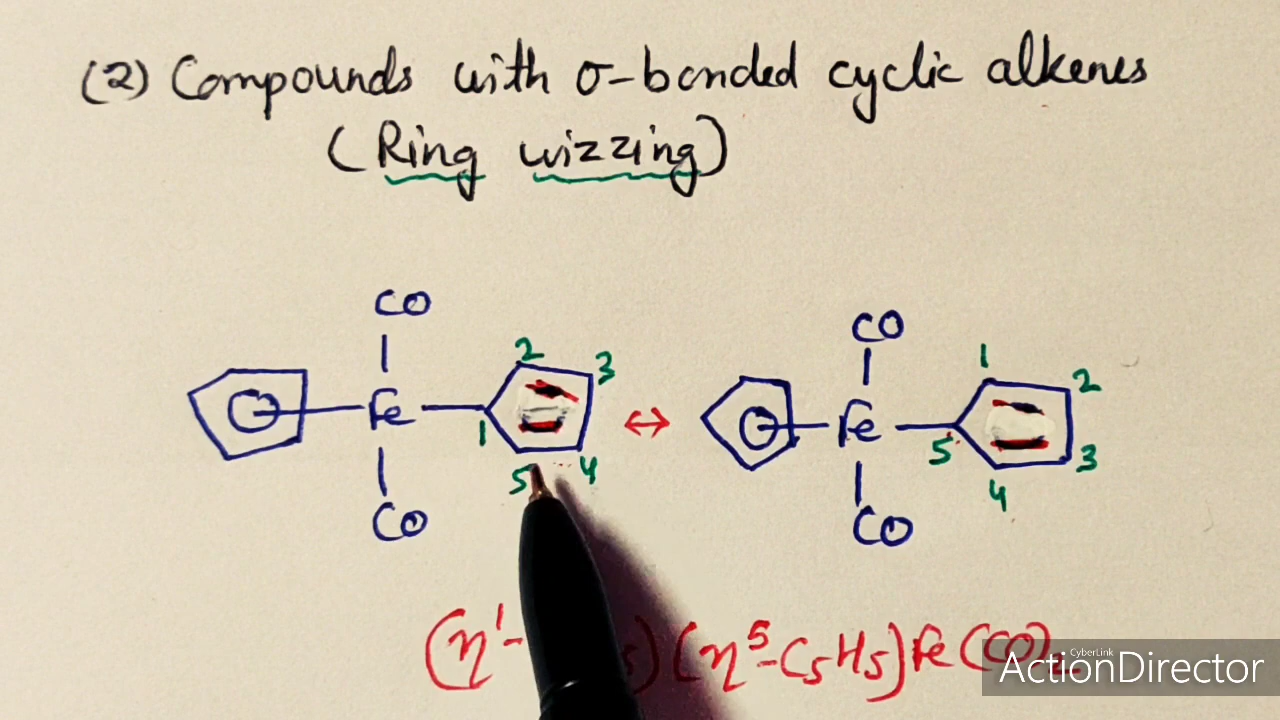 (2) Compounds with σ-bonded cyclic alkenes
(Ring wizzing)
CO CO
2 3 1 2
Fe Fe
1 5
5 4 4 3
CO CO
(η¹- 5) (η⁵-C₅H₅)Fe(CO)₂
CyberLink
ActionDirector